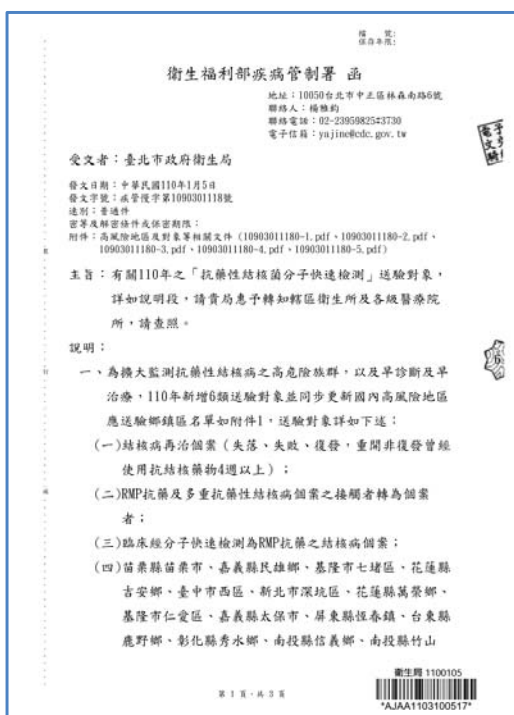 檔　號:
保存年限:
衛生福利部疾病管制署 函
地址：10050台北市中正區林森南路6號
聯絡人：楊雅鈞
聯絡電話：02-23959825#3730
電子信箱：yajine@cdc.gov.tw
受文者：臺北市政府衛生局
發文日期：中華民國110年1月5日
發文字號：疾管慢字第1090301118號
速別：普通件
密等及解密條件或保密期限：
附件：高風險地區及對象等相關文件（10903011180-1.pdf、10903011180-2.pdf、
10903011180-3.pdf、10903011180-4.pdf、10903011180-5.pdf）
主旨：有關110年之「抗藥性結核菌分子快速檢測」送驗對象，
詳如說明段，請貴局惠予轉知轄區衛生所及各級醫療院
所，請查照。
說明：
一、為擴大監測抗藥性結核病之高危險族群，以及早診斷及早
治療，110年新增6類送驗對象並同步更新國內高風險地區
應送驗鄉鎮區名單如附件1，送驗對象詳如下述：
(一)結核病再治個案（失落、失敗、復發，重開非復發曾經
使用抗結核藥物4週以上）；
(二)RMP抗藥及多重抗藥性結核病個案之接觸者轉為個案
者；
(三)臨床經分子快速檢測為RMP抗藥之結核病個案；
(四)苗栗縣苗栗市、嘉義縣民雄鄉、基隆市七堵區、花蓮縣
吉安鄉、臺中市西區、新北市深坑區、花蓮縣萬榮鄉、
基隆市仁愛區、嘉義縣太保市、屏東縣恆春鎮、台東縣
鹿野鄉、彰化縣秀水鄉、南投縣信義鄉、南投縣竹山
第 1 頁，共 3 頁
衛生局 1100105
*AJAA1103100517*